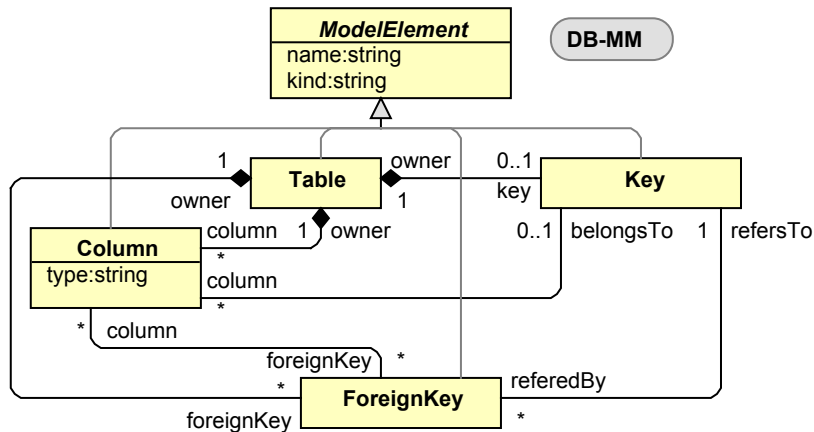 ModelElement
DB-MM
name:string
kind:string
1
owner
0..1
Table
Key
owner
1
key
column
1
owner
0..1
belongsTo
1
refersTo
Column
*
type:string
column
*
*
column
foreignKey
*
*
referedBy
ForeignKey
foreignKey
*